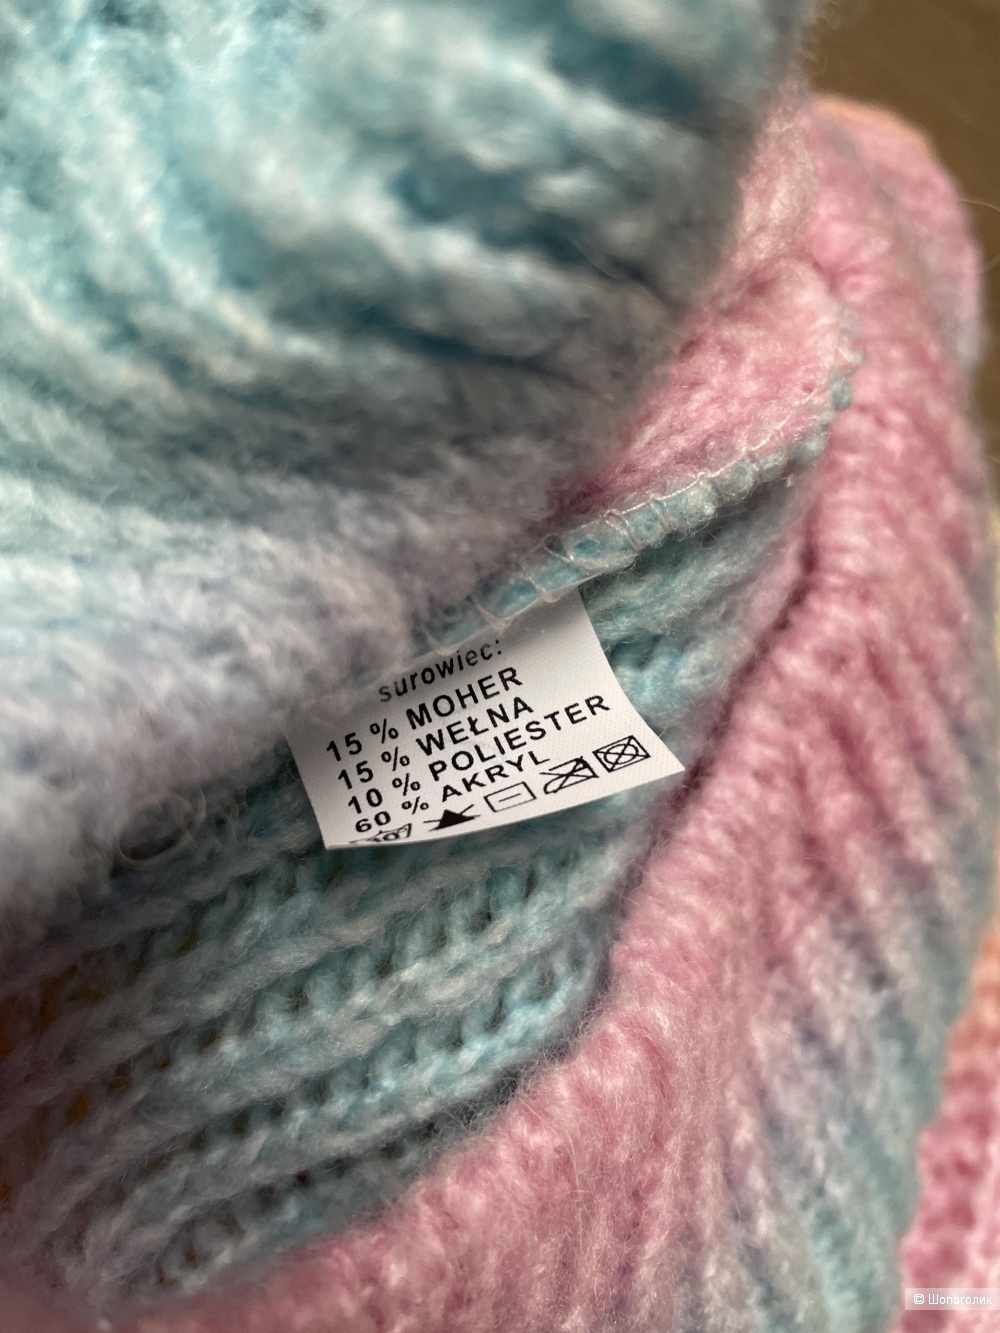 surowiec:
15 % MOHER
15 % WEŁNA
10 % POLIESTER
60 % AKRYL
© Шопоголик